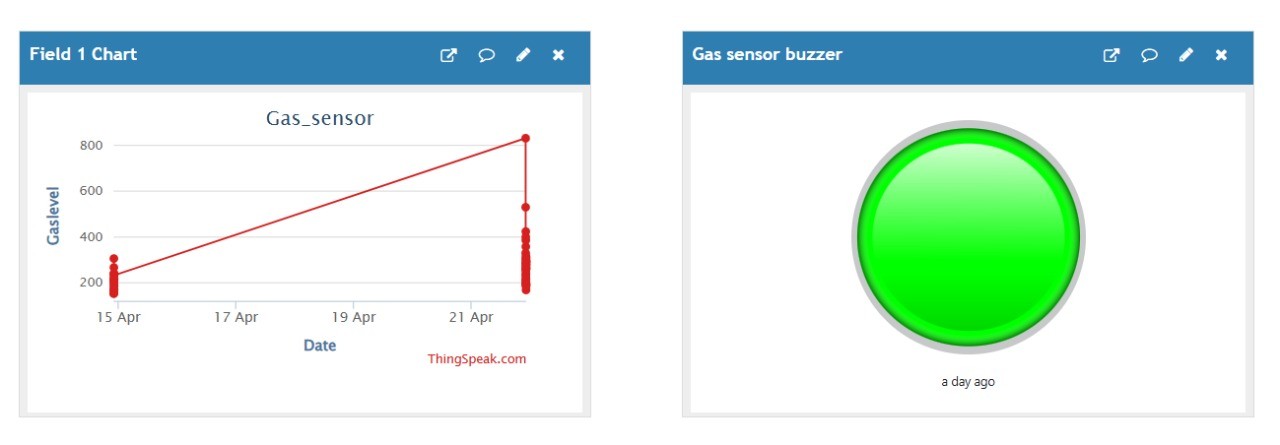 Field 1 Chart
Gas_sensor
Gaslevel
800
600
400
200
15 Apr 17 Apr 19 Apr 21 Apr
Date
ThingSpeak.com
Gas sensor buzzer
a day ago